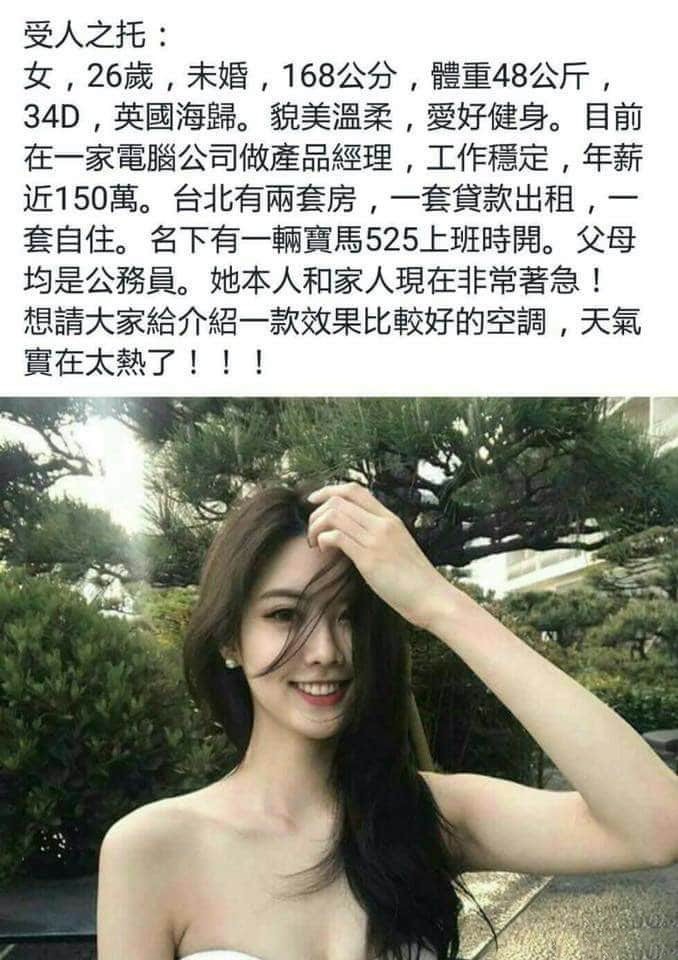 受人之托：
女，26歲，未婚，168公分，體重48公斤，
34D，英國海歸。貌美溫柔，愛好健身。目前
在一家電腦公司做產品經理，工作穩定，年薪
近150萬。台北有兩套房，一套貸款出租，一
套自住。名下有一輛寶馬525上班時開。父母
均是公務員。她本人和家人現在非常著急！
想請大家給介紹一款效果比較好的空調，天氣
實在太熱了！！！